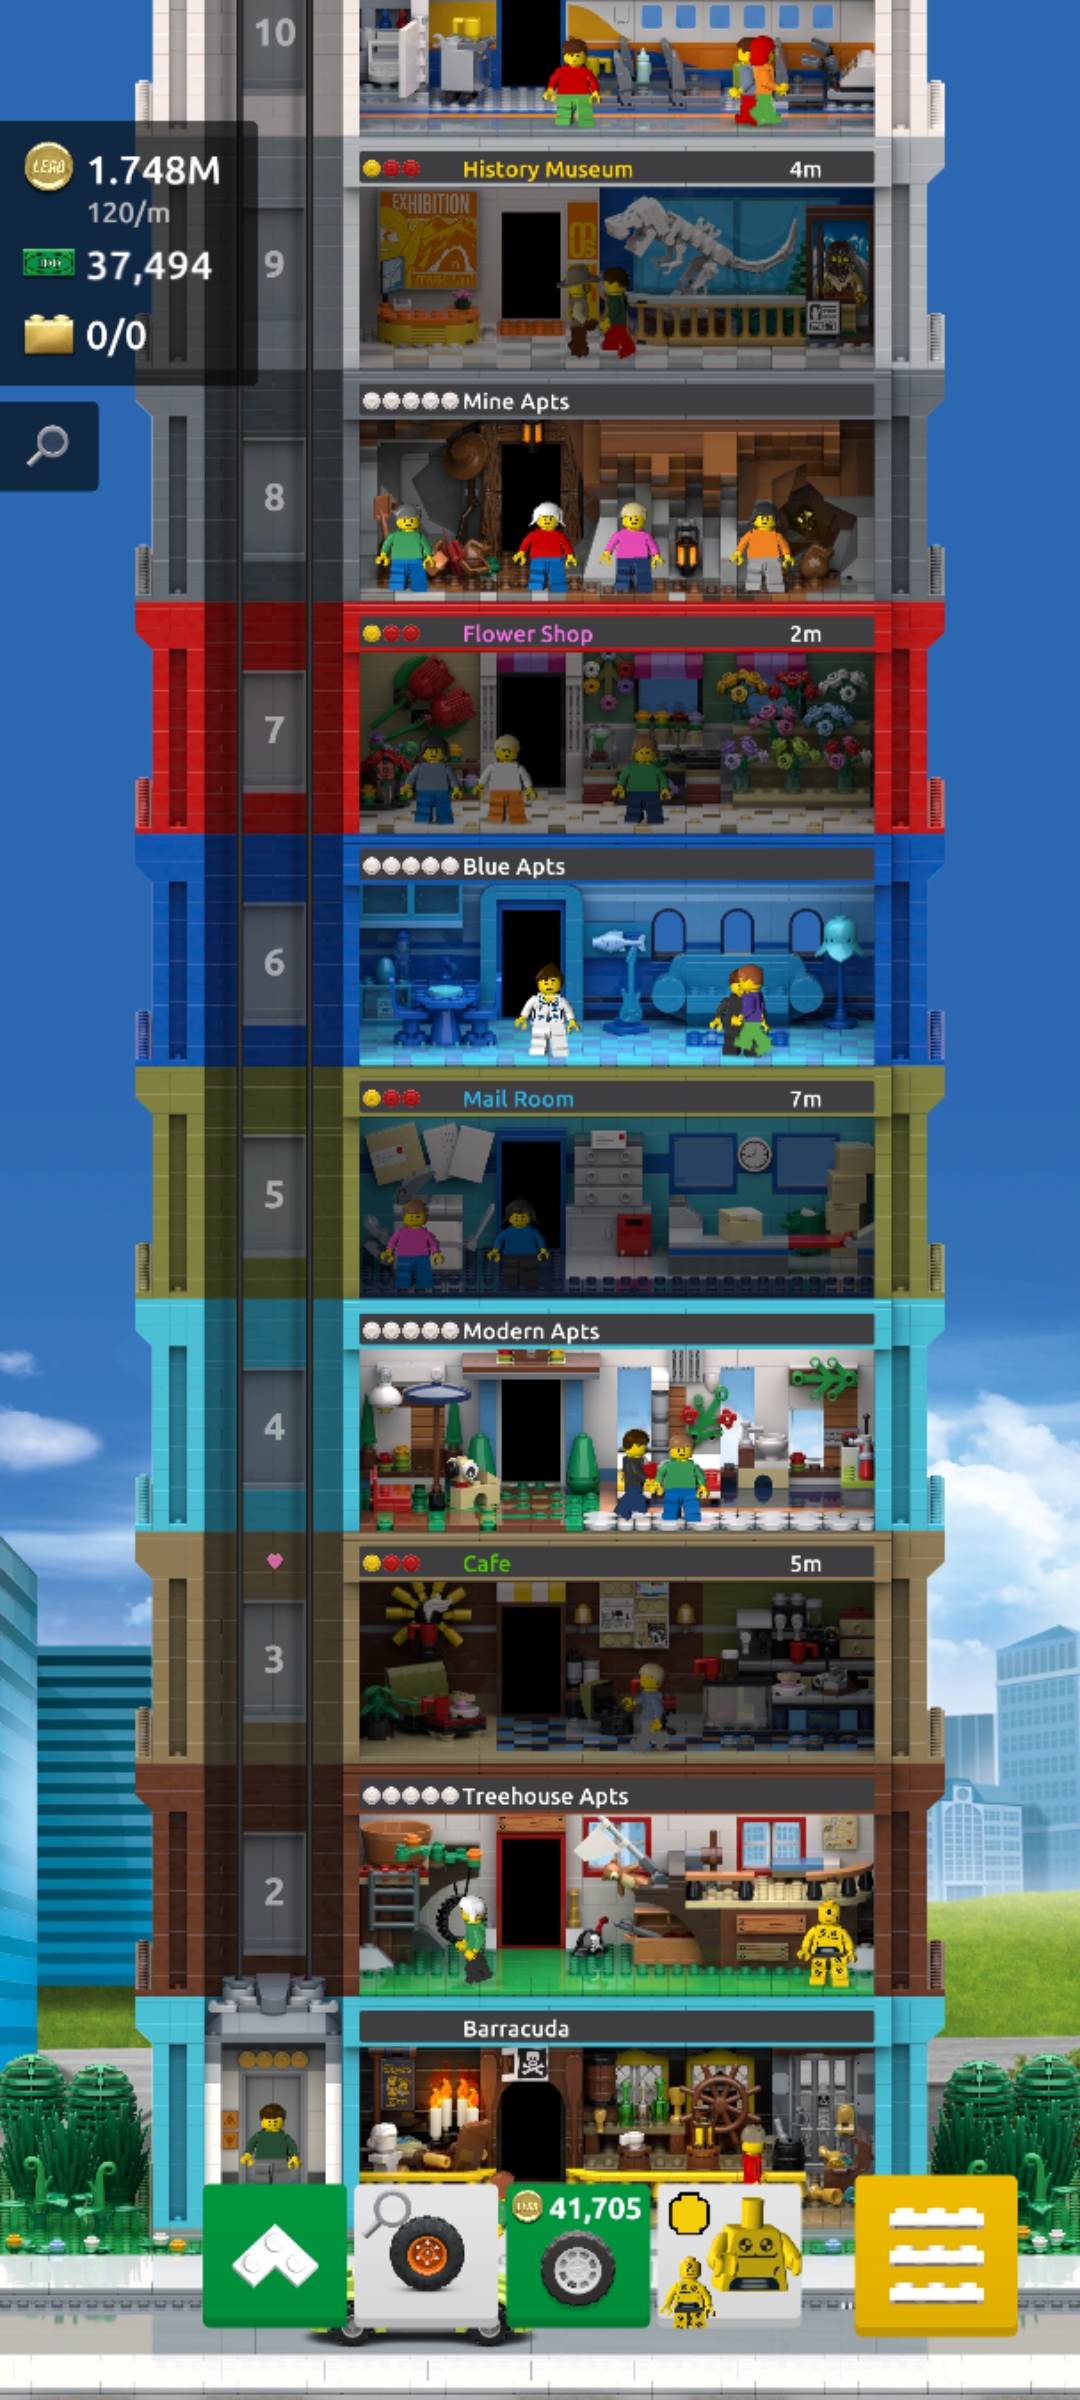 10
LEGO 1.748M
120/m
37,494
0/0
History Museum 4m
EXHIBITION
MUSEUM
9
Mine Apts
8
Flower Shop 2m
7
Blue Apts
6
Mail Room 7m
5
Modern Apts
4
Cafe 5m
3
Treehouse Apts
2
Barracuda
41,705